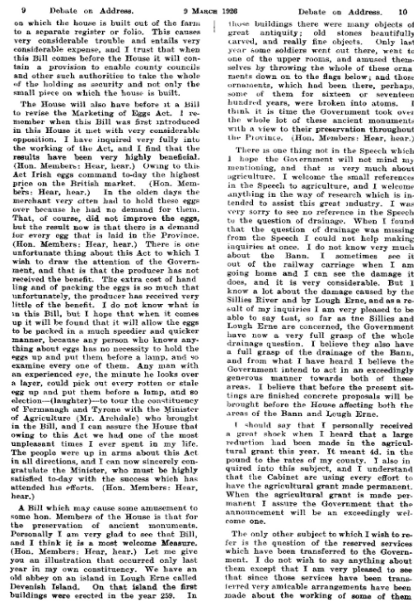 9 Debate on Address. 9 MARCH 1926 Debate on Address. 10
on which the house is built out of the farm
to a separate register or folio. This causes
very considerable trouble and entails very
considerable expense, and I trust that when
this Bill comes before the House it will con-
tain a provision to enable county councils
and other such authorities to take the whole
of the holding as security and not only the
small piece on which the house is built.
The House will also have before it a Bill
to revise the Marketing of Eggs Act. I re-
member when this Bill was first introduced
in this House it met with very considerable
opposition. I have inquired very fully into
the working of the Act, and I find that the
results have been very highly beneficial.
(Hon. Members: Hear, hear.) Owing to this
Act Irish eggs command to-day the highest
price on the British market. (Hon. Mem-
bers: Hear, hear.) In the olden days the
merchant very often had to hold these eggs
over because he had no demand for them.
That, of course, did not improve the eggs,
but the result now is that there is a demand
for every egg that is laid in the Province.
(Hon. Members: Hear, hear.) There is one
unfortunate thing about this Act to which I
wish to draw the attention of the Govern-
ment, and that is that the producer has not
received the benefit. The extra cost of hand
ling and of packing the eggs is so much that
unfortunately, the producer has received very
little of the benefit. I do not know what is
in this Bill, but I hope that when it comes
up it will be found that it will allow the eggs
to be packed in a much speedier and quicker
manner, because any person who knows any-
thing about eggs has no necessity to hold the
eggs up and put them before a lamp, and so
examine every one of them. Any man with
an experienced eye, the minute he looks over
a layer, could pick out every rotten or stale
egg up and put them before a lamp, and so
election—(laughter)—to tour the constituency
of Fermanagh and Tyrone with the Minister
of Agriculture (Mr. Archdale) who brought
in the Bill, and I can assure the House that
owing to this Act we had one of the most
unpleasant times I ever spent in my life.
The people were up in arms about this Act
in all directions, and I can now sincerely con-
gratulate the Minister, who must be highly
satisfied to-day with the success which has
attended his efforts. (Hon. Members: Hear,
hear.)
A Bill which may cause some amusement to
some hon. Members of the House is that for
the preservation of ancient monuments.
Personally I am very glad to see that Bill,
and I think it is a most welcome Measure.
(Hon. Members: Hear, hear.) Let me give
you an illustration that occurred only last
year in my own constituency. We have an
old abbey on an island in Lough Erne called
Devenish Island. On that island the first
buildings were erected in the year 259. In
those buildings there were many objects of
great antiquity; old stones beautifully
carved, and really fine objects. Only last
year some soldiers went out there, went to
one of the upper rooms, and amused them-
selves by throwing the whole of these orna
ments down on to the flags below; and those
ornaments, which had been there, perhaps,
some of them for sixteen or seventeen
hundred years, were broken into atoms. I
think it is time the Government took over
the whole lot of these ancient monuments
with a view to their preservation throughout
the Province. (Hon. Members: Hear, hear.)
There is one thing not in the Speech which
I hope the Government will not mind my
mentioning, and that is very much about
agriculture. I welcome the small references
in the Speech to agriculture, and I welcome
anything in the way of research which is in-
tended to assist this great industry. I was
very sorry to see no reference in the Speech
to the question of drainage. When I found
that the question of drainage was missing
from the Speech I could not help making
inquiries at once. I do not know very much
about the Bann. I sometimes see it
out of the railway carriage when I am
going home and I can see the damage it
does, and it is very considerable. But I
know a lot about the damage caused by the
Sillies River and by Lough Erne, and as a re-
sult of my inquiries I am very pleased to be
able to say that, so far as the Sillies and
Lough Erne are concerned, the Government
have now a very full grasp of the whole
drainage question. I believe they also have
a full grasp of the drainage of the Bann,
and from what I have heard I believe the
Government intend to act in an exceedingly
generous manner towards both of these
areas. I believe that before the present sit-
tings are finished concrete proposals will be
brought before the House affecting both the
areas of the Bann and Lough Erne.
I should say that I personally received
a great shock when I heard that a large
reduction had been made in the agricul-
tural grant this year. It meant 4d. in the
pound to the rates of my county. I also in
quired into this subject, and I understand
that the Cabinet are using every effort to
have the agricultural grant made permanent.
When the agricultural grant is made per-
manent I assure the Government that the
announcement will be an exceedingly wel-
come one.
The only other subject to which I wish to re-
fer is the question of the reserved services
which have been transferred to the Govern-
ment. I do not wish to say anything about
them except that I am very pleased to see
that since those services have been trans-
ferred very amicable arrangements have been
made about the working of some of them